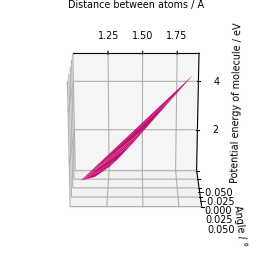 Distance between atoms / A
1.25 1.50 1.75
Potential energy of molecule / eV
4
2
-0.050
-0.025
0.000
0.025
0.050
Angle / °